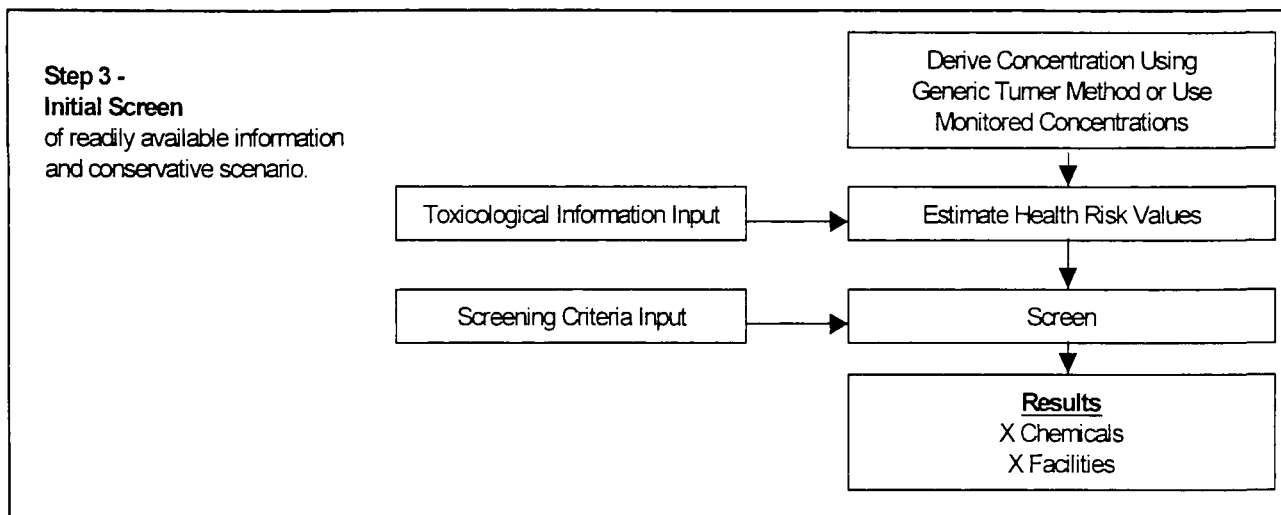 Step 3 -
Initial Screen
of readily available information
and conservative scenario.
Derive Concentration Using
Generic Turner Method or Use
Monitored Concentrations
Toxicological Information Input
Estimate Health Risk Values
Screening Criteria Input
Screen
Results
X Chemicals
X Facilities